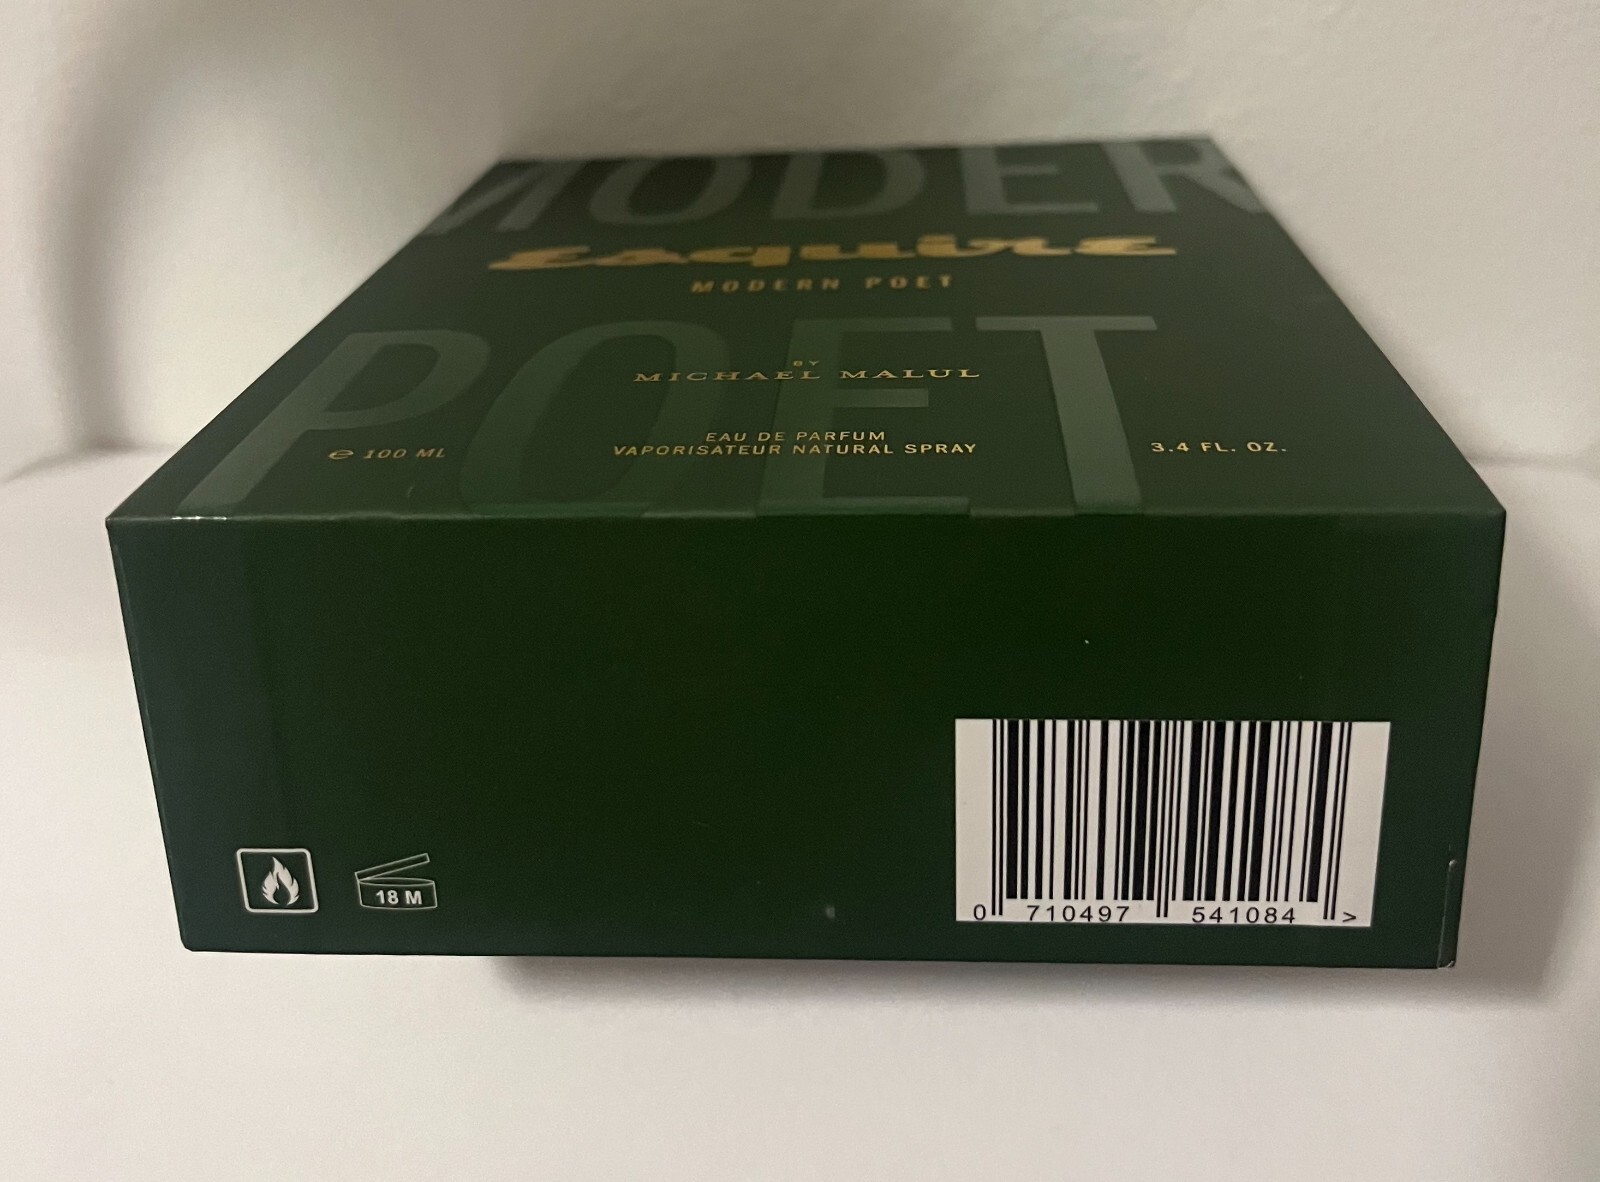 MODER
esquire
MODERN POET
POET
BY
MICHAEL MALUL
EAU DE PARFUM
℮ 100 ML VAPORISATEUR NATURAL SPRAY 3.4 FL. OZ.
18 M
0 710497 541084 >